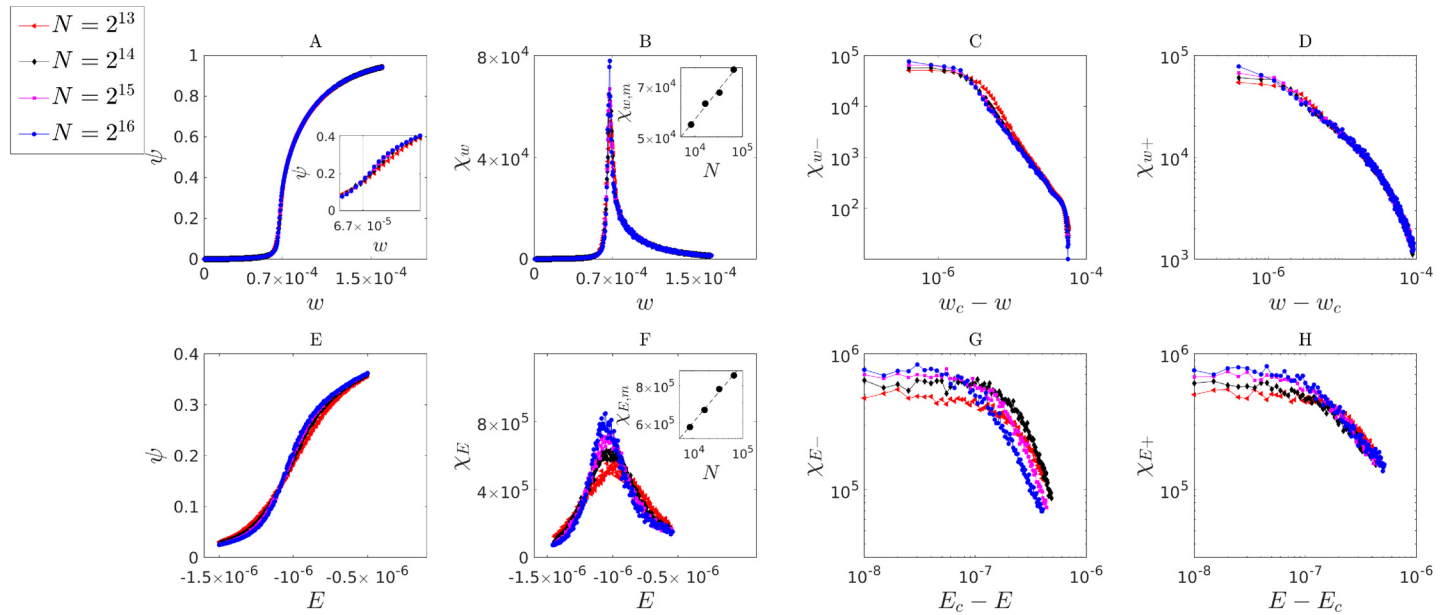 N = 2^13
N = 2^14
N = 2^15
N = 2^16
A
ψ
1
0.8
0.6
0.4
0.2
0
0
0.7×10^-4
1.5×10^-4
w
ψ
0.4
0.2
0
6.7×10^-5
w
B
χ_w
8×10^4
4×10^4
0
0
0.7×10^-4
1.5×10^-4
w
χ_w,m
7×10^4
5×10^4
10^4
10^5
N
C
χ_w−
10^5
10^4
10^3
10^2
10^-6
10^-4
w_c − w
D
χ_w+
10^5
10^4
10^3
10^-6
10^-4
w − w_c
E
ψ
0.4
0.3
0.2
0.1
0
-1.5×10^-6
-10^-6
-0.5×10^-6
E
F
χ_E
8×10^5
4×10^5
0
-1.5×10^-6
-10^-6
-0.5×10^-6
E
χ_E,m
8×10^5
6×10^5
10^4
10^5
N
G
χ_E−
10^6
10^5
10^-8
10^-7
10^-6
E_c − E
H
χ_E+
10^6
10^5
10^-8
10^-7
10^-6
E − E_c